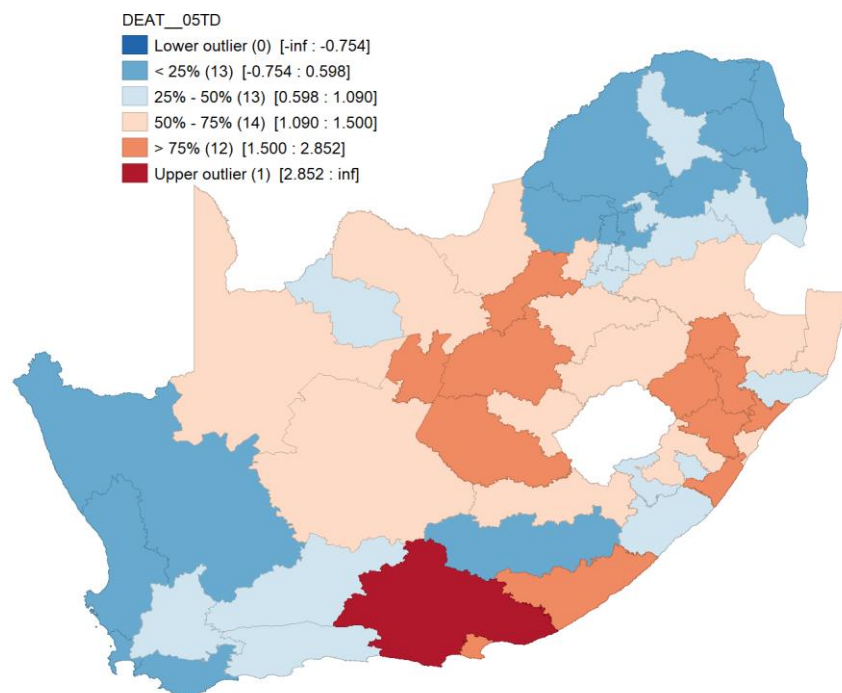 DEAT__05TD
Lower outlier (0) [-inf : -0.754]
< 25% (13) [-0.754 : 0.598]
25% - 50% (13) [0.598 : 1.090]
50% - 75% (14) [1.090 : 1.500]
> 75% (12) [1.500 : 2.852]
Upper outlier (1) [2.852 : inf]